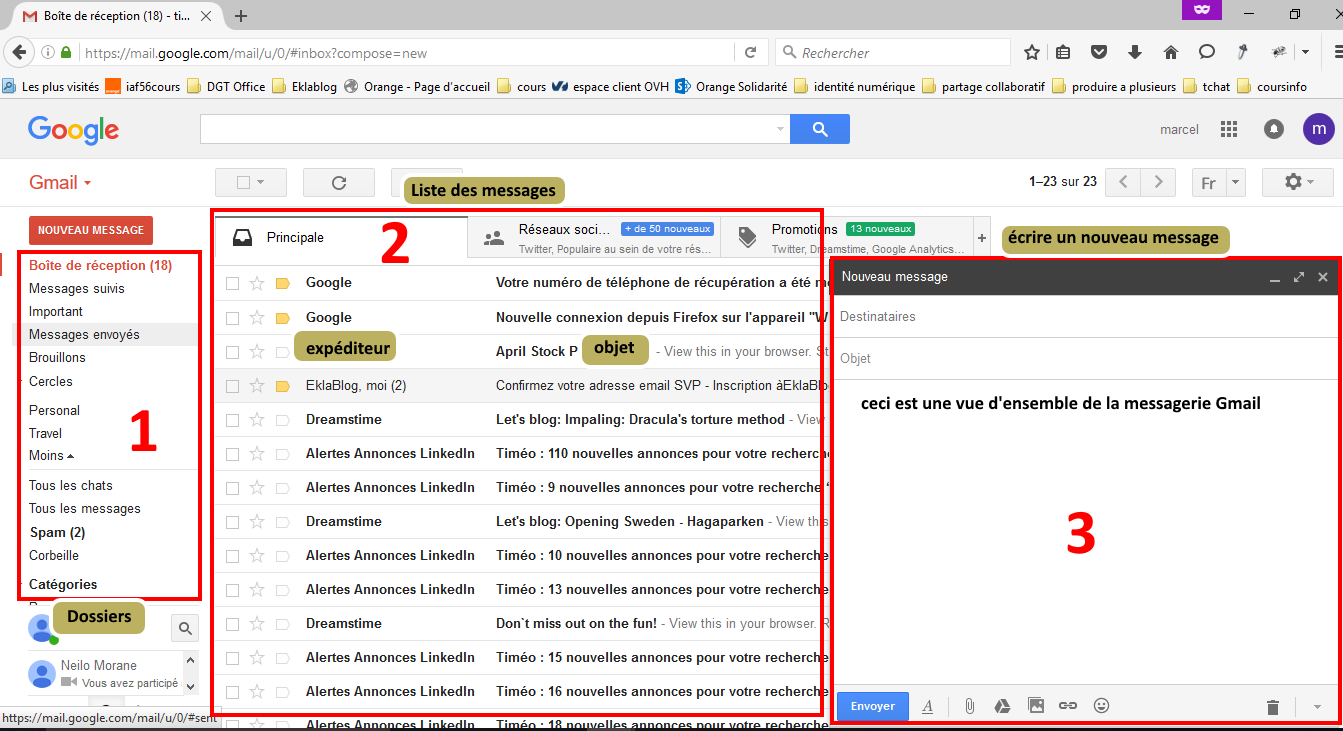 Boîte de réception (18) - ti...
https://mail.google.com/mail/u/0/#inbox?compose=new
Rechercher
Les plus visités iaf56cours DGT Office Eklablog Orange - Page d'accueil cours espace client OVH Orange Solidarité identité numérique partage collaboratif produire a plusieurs tchat coursinfo
Google
marcel
m
Gmail
Liste des messages
1–23 sur 23
Fr
NOUVEAU MESSAGE
Boîte de réception (18)
Messages suivis
Important
Messages envoyés
Brouillons
Cercles
Personal
Travel
Moins
1
Tous les chats
Tous les messages
Spam (2)
Corbeille
Catégories
Dossiers
Neilo Morane
Vous avez participé
https://mail.google.com/mail/u/0/#sent
2
Principale
Réseaux soci... + de 50 nouveaux
Twitter, Populaire au sein de votre rés...
Promotions 13 nouveaux
Twitter, Dreamstime, Google Analytics...
+
Google Votre numéro de téléphone de récupération a été
Google Nouvelle connexion depuis Firefox sur l'appareil "W
expéditeur
April Stock P
objet
- View this in your browser. St
EklaBlog, moi (2) Confirmez votre adresse email SVP - Inscription àEklaBlo
Dreamstime Let's blog: Impaling: Dracula's torture method - View
Alertes Annonces LinkedIn Timéo : 110 nouvelles annonces pour votre recherche
Alertes Annonces LinkedIn Timéo : 9 nouvelles annonces pour votre recherche "
Dreamstime Let's blog: Opening Sweden - Hagaparken - View this
Alertes Annonces LinkedIn Timéo : 10 nouvelles annonces pour votre recherche
Alertes Annonces LinkedIn Timéo : 13 nouvelles annonces pour votre recherche
Dreamstime Don`t miss out on the fun! - View this in your browser. R
Alertes Annonces LinkedIn Timéo : 15 nouvelles annonces pour votre recherche
Alertes Annonces LinkedIn Timéo : 16 nouvelles annonces pour votre recherche
Alertes Annonces LinkedIn Timéo : 18 nouvelles annonces pour votre recherche
écrire un nouveau message
Nouveau message
Destinataires
Objet
ceci est une vue d'ensemble de la messagerie Gmail
3
Envoyer
A